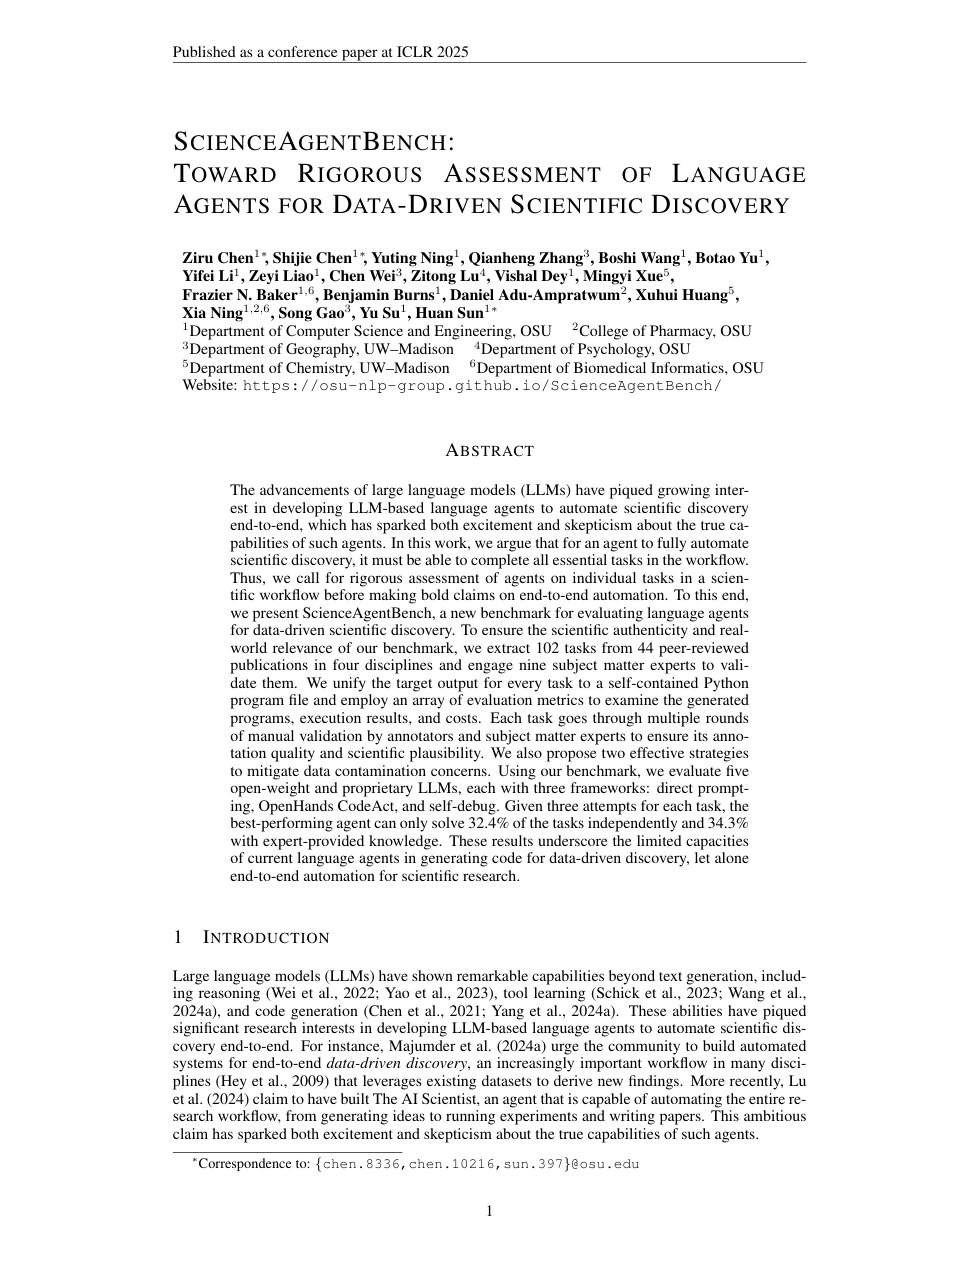 Published as a conference paper at ICLR 2025
SCIENCEAGENTBENCH:
TOWARD RIGOROUS ASSESSMENT OF LANGUAGE
AGENTS FOR DATA-DRIVEN SCIENTIFIC DISCOVERY
Ziru Chen1*, Shijie Chen1*, Yuting Ning1, Qianheng Zhang3, Boshi Wang1, Botao Yu1,
Yifei Li1, Zeyi Liao1, Chen Wei3, Zitong Lu4, Vishal Dey1, Mingyi Xue5,
Frazier N. Baker1,6, Benjamin Burns1, Daniel Adu-Ampratwum2, Xuhui Huang5,
Xia Ning1,2,6, Song Gao3, Yu Su1, Huan Sun1*
1Department of Computer Science and Engineering, OSU 2College of Pharmacy, OSU
3Department of Geography, UW–Madison 4Department of Psychology, OSU
5Department of Chemistry, UW–Madison 6Department of Biomedical Informatics, OSU
Website: https://osu-nlp-group.github.io/ScienceAgentBench/
ABSTRACT
The advancements of large language models (LLMs) have piqued growing inter-
est in developing LLM-based language agents to automate scientific discovery
end-to-end, which has sparked both excitement and skepticism about the true ca-
pabilities of such agents. In this work, we argue that for an agent to fully automate
scientific discovery, it must be able to complete all essential tasks in the workflow.
Thus, we call for rigorous assessment of agents on individual tasks in a scien-
tific workflow before making bold claims on end-to-end automation. To this end,
we present ScienceAgentBench, a new benchmark for evaluating language agents
for data-driven scientific discovery. To ensure the scientific authenticity and real-
world relevance of our benchmark, we extract 102 tasks from 44 peer-reviewed
publications in four disciplines and engage nine subject matter experts to vali-
date them. We unify the target output for every task to a self-contained Python
program file and employ an array of evaluation metrics to examine the generated
programs, execution results, and costs. Each task goes through multiple rounds
of manual validation by annotators and subject matter experts to ensure its anno-
tation quality and scientific plausibility. We also propose two effective strategies
to mitigate data contamination concerns. Using our benchmark, we evaluate five
open-weight and proprietary LLMs, each with three frameworks: direct prompt-
ing, OpenHands CodeAct, and self-debug. Given three attempts for each task, the
best-performing agent can only solve 32.4% of the tasks independently and 34.3%
with expert-provided knowledge. These results underscore the limited capacities
of current language agents in generating code for data-driven discovery, let alone
end-to-end automation for scientific research.
1 INTRODUCTION
Large language models (LLMs) have shown remarkable capabilities beyond text generation, includ-
ing reasoning (Wei et al., 2022; Yao et al., 2023), tool learning (Schick et al., 2023; Wang et al.,
2024a), and code generation (Chen et al., 2021; Yang et al., 2024a). These abilities have piqued
significant research interests in developing LLM-based language agents to automate scientific dis-
covery end-to-end. For instance, Majumder et al. (2024a) urge the community to build automated
systems for end-to-end data-driven discovery, an increasingly important workflow in many disci-
plines (Hey et al., 2009) that leverages existing datasets to derive new findings. More recently, Lu
et al. (2024) claim to have built The AI Scientist, an agent that is capable of automating the entire re-
search workflow, from generating ideas to running experiments and writing papers. This ambitious
claim has sparked both excitement and skepticism about the true capabilities of such agents.
*Correspondence to: {chen.8336,chen.10216,sun.397}@osu.edu
1